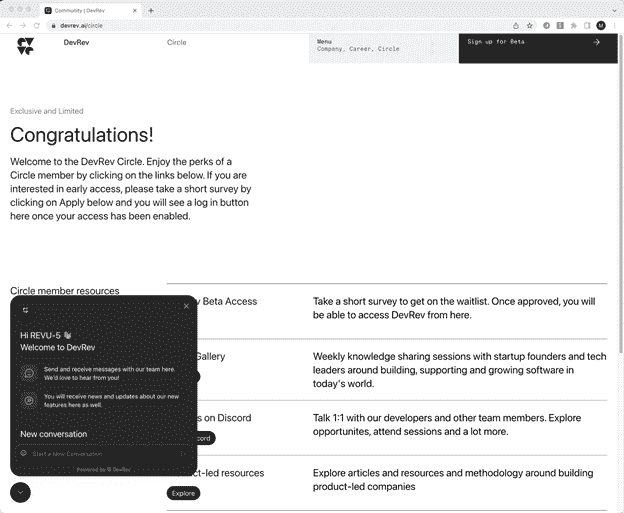 Community | DevRev
devrev.ai/circle
M
DevRev
Circle
Menu
Company, Career, Circle
Sign up for Beta
Exclusive and Limited
Congratulations!
Welcome to the DevRev Circle. Enjoy the perks of a
Circle member by clicking on the links below. If you are
interested in early access, please take a short survey by
clicking on Apply below and you will see a log in button
here once your access has been enabled.
Circle member resources
Beta Access
Take a short survey to get on the waitlist. Once approved, you will
be able to access DevRev from here.
Gallery
Weekly knowledge sharing sessions with startup founders and tech
leaders around building, supporting and growing software in
today's world.
on Discord
Talk 1:1 with our developers and other team members. Explore
opportunites, attend sessions and a lot more.
cord
ct-led resources
Explore articles and resources and methodology around building
product-led companies
Explore
Hi REVU-5 👋
Welcome to DevRev
Send and receive messages with our team here.
We'd love to hear from you!
You will receive news and updates about our new
features here as well.
New conversation
Start a New Conversation
Powered by DevRev